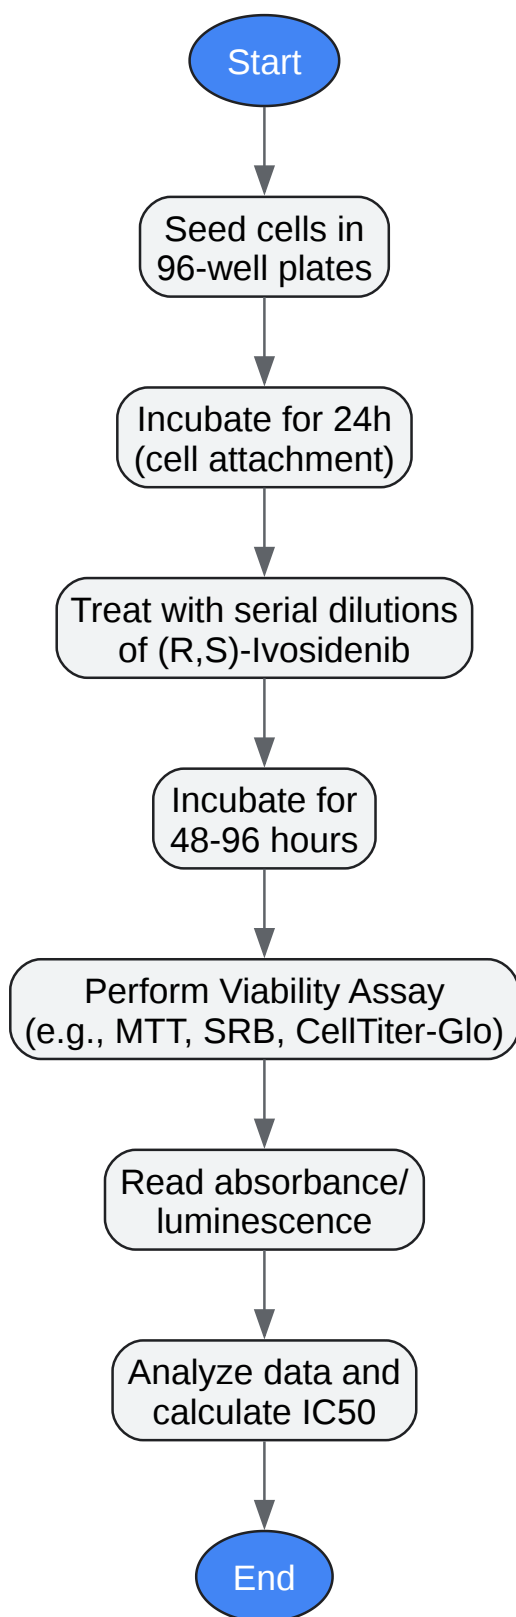 Start
Seed cells in
96-well plates
Incubate for 24h
(cell attachment)
Treat with serial dilutions
of (R,S)-Ivosidenib
Incubate for
48-96 hours
Perform Viability Assay
(e.g., MTT, SRB, CellTiter-Glo)
Read absorbance/
luminescence
Analyze data and
calculate IC50
End